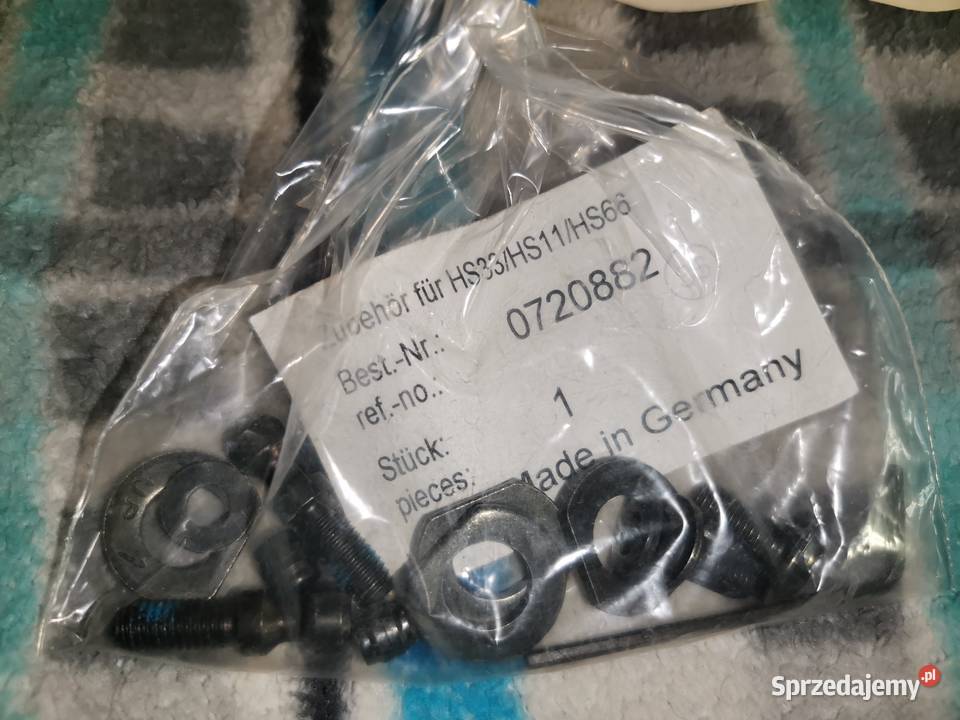 Zubehör für HS33/HS11/HS66
Best.-Nr.:
ref.-no.: 0720882
Stück:
pieces: 1
Made in Germany
Sprzedajemy.pl